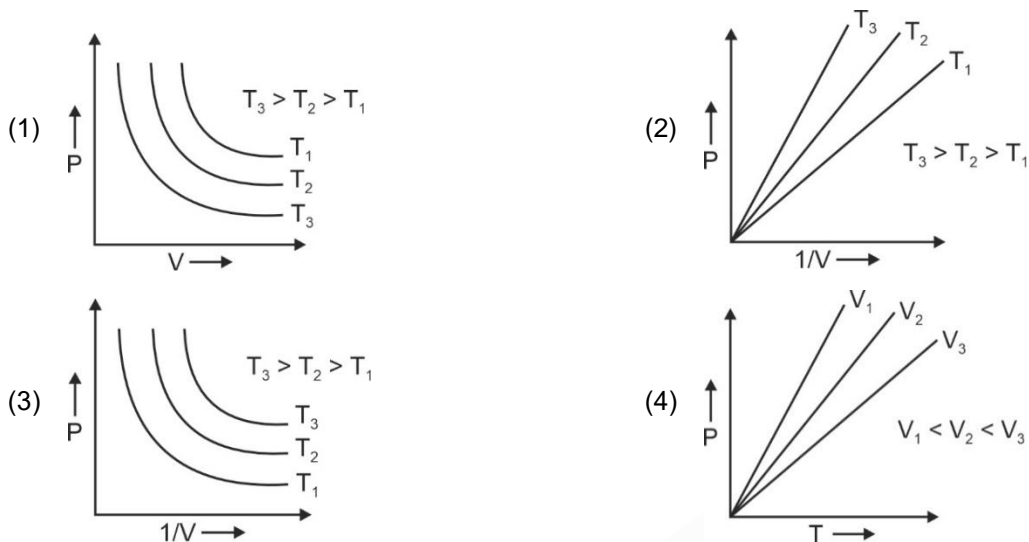 (1)
P
T₃ > T₂ > T₁
T₁
T₂
T₃
V
(2)
P
T₃
T₂
T₁
T₃ > T₂ > T₁
1/V
(3)
P
T₃ > T₂ > T₁
T₃
T₂
T₁
1/V
(4)
P
V₁
V₂
V₃
V₁ < V₂ < V₃
T